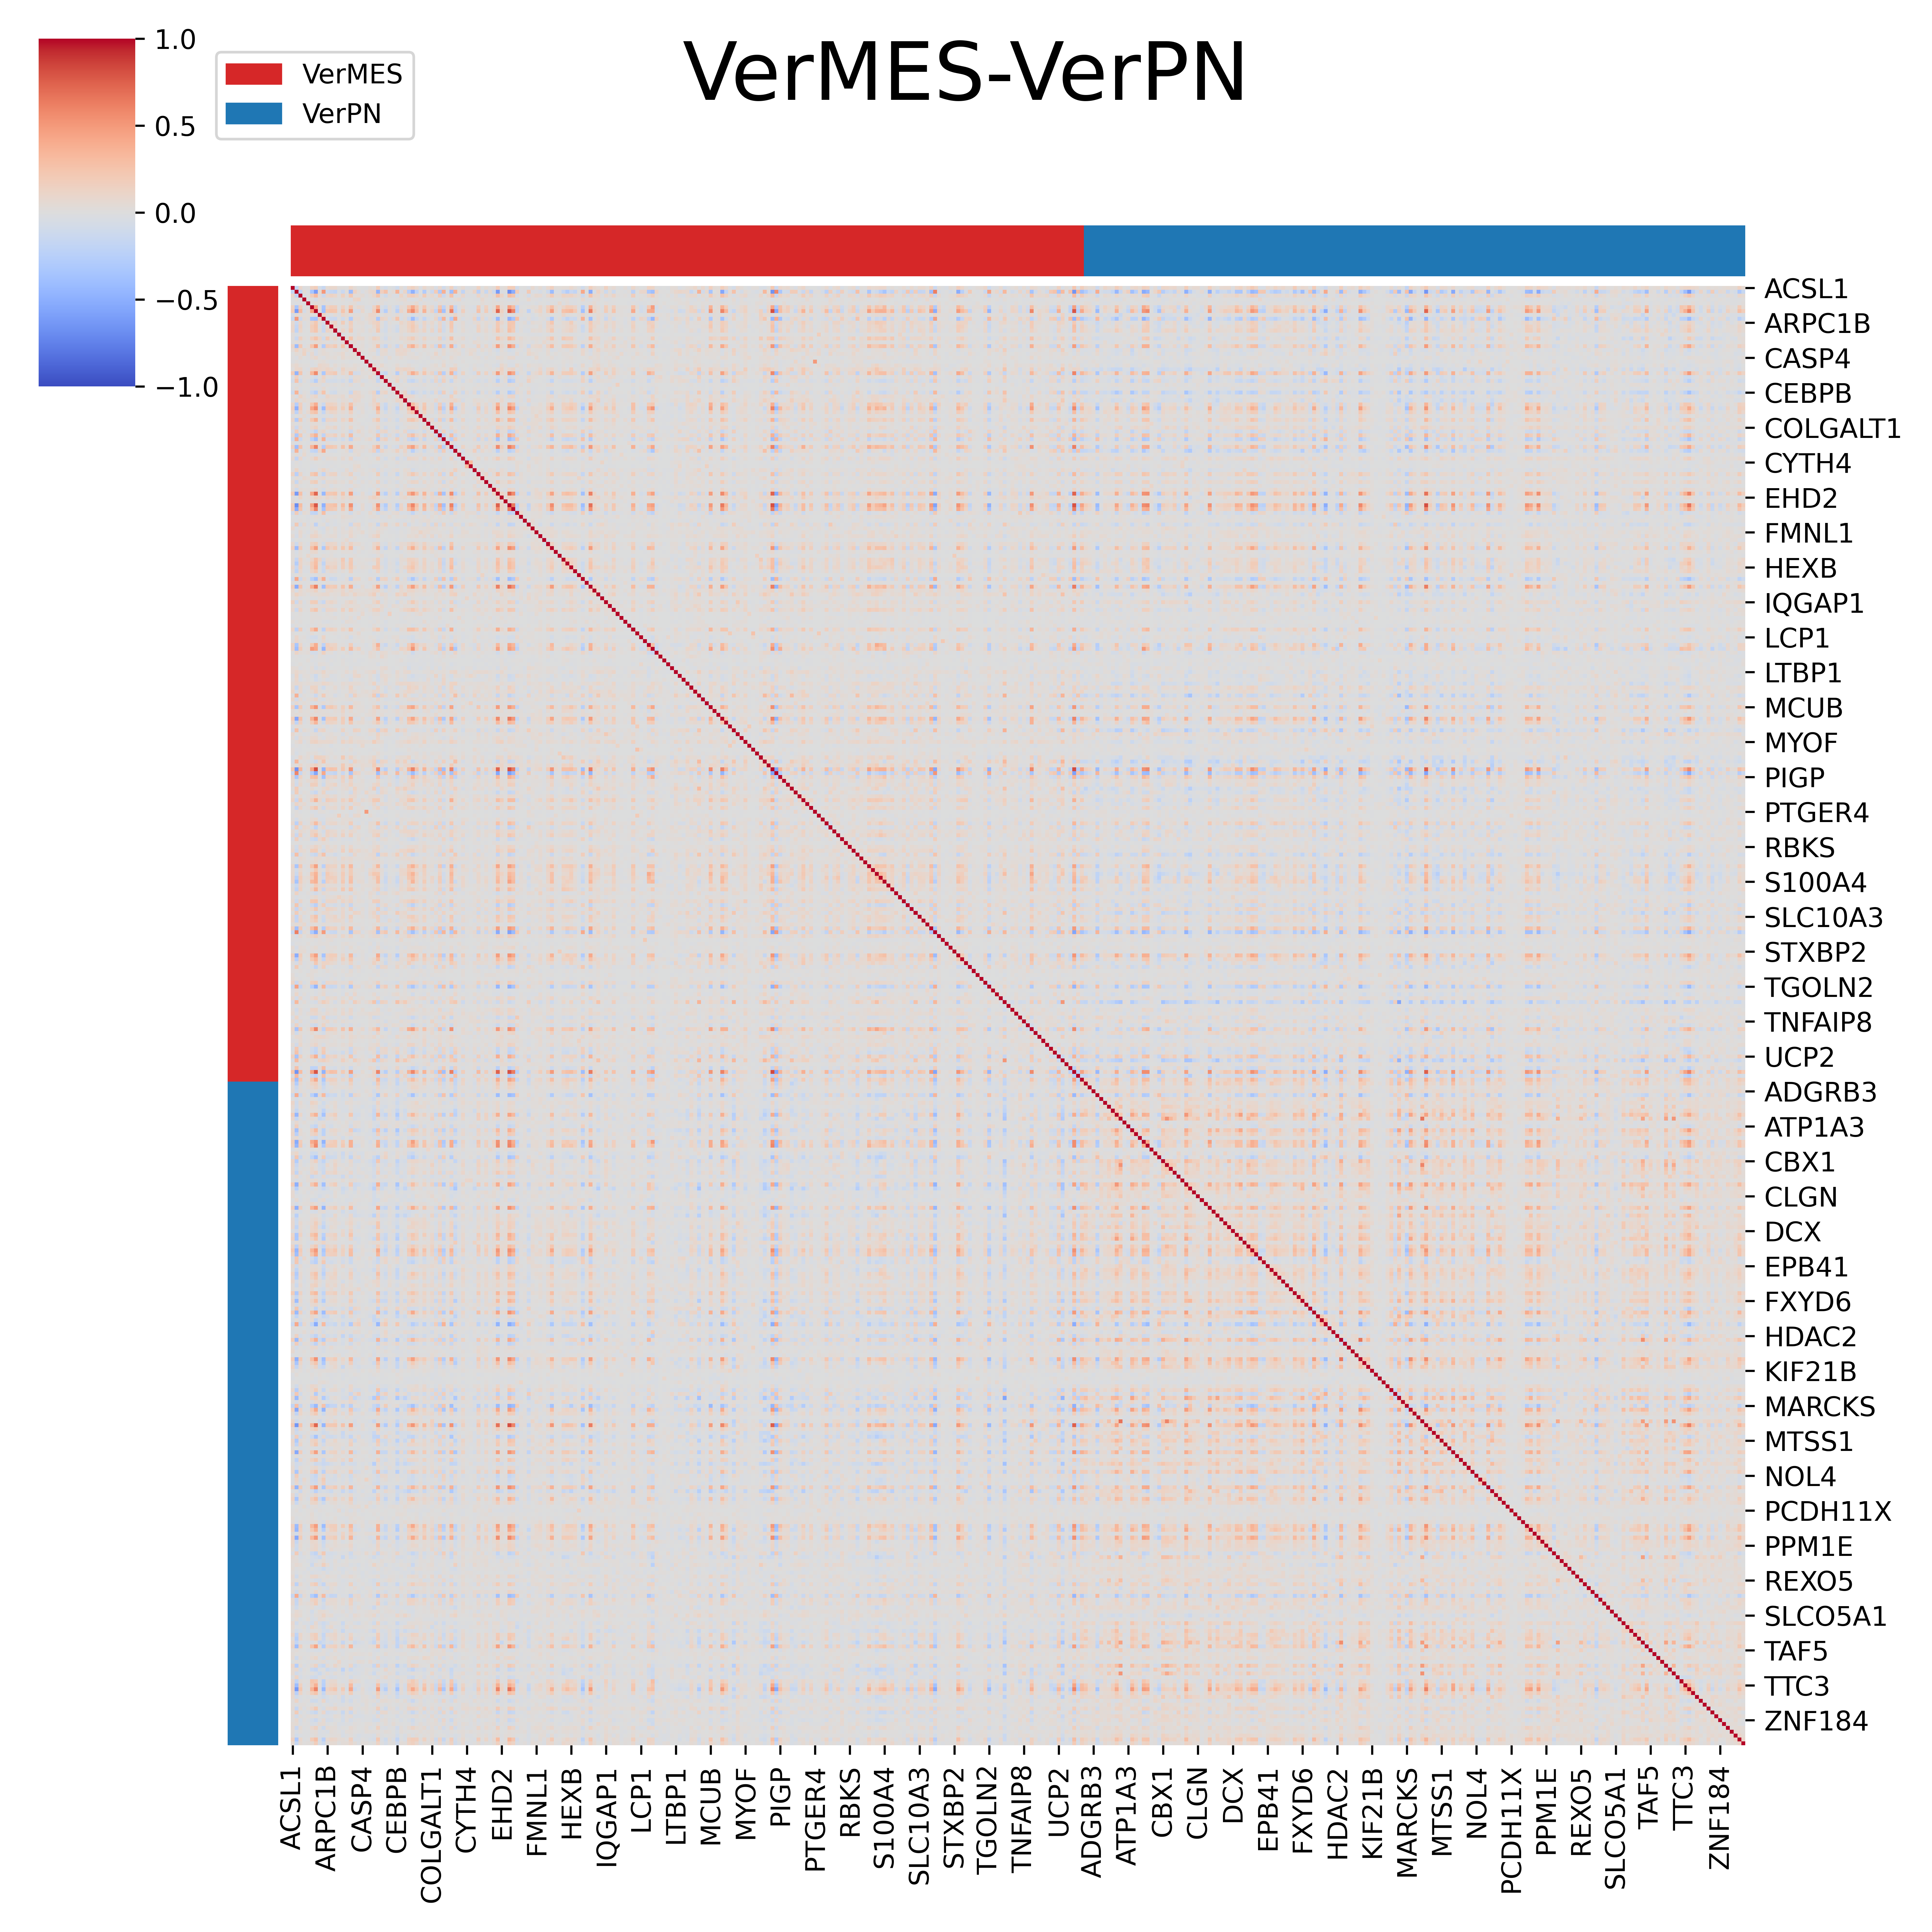 VerMES-VerPN
1.0
0.5
0.0
−0.5
−1.0
VerMES
VerPN
ACSL1
ARPC1B
CASP4
CEBPB
COLGALT1
CYTH4
EHD2
FMNL1
HEXB
IQGAP1
LCP1
LTBP1
MCUB
MYOF
PIGP
PTGER4
RBKS
S100A4
SLC10A3
STXBP2
TGOLN2
TNFAIP8
UCP2
ADGRB3
ATP1A3
CBX1
CLGN
DCX
EPB41
FXYD6
HDAC2
KIF21B
MARCKS
MTSS1
NOL4
PCDH11X
PPM1E
REXO5
SLCO5A1
TAF5
TTC3
ZNF184
ACSL1
ARPC1B
CASP4
CEBPB
COLGALT1
CYTH4
EHD2
FMNL1
HEXB
IQGAP1
LCP1
LTBP1
MCUB
MYOF
PIGP
PTGER4
RBKS
S100A4
SLC10A3
STXBP2
TGOLN2
TNFAIP8
UCP2
ADGRB3
ATP1A3
CBX1
CLGN
DCX
EPB41
FXYD6
HDAC2
KIF21B
MARCKS
MTSS1
NOL4
PCDH11X
PPM1E
REXO5
SLCO5A1
TAF5
TTC3
ZNF184